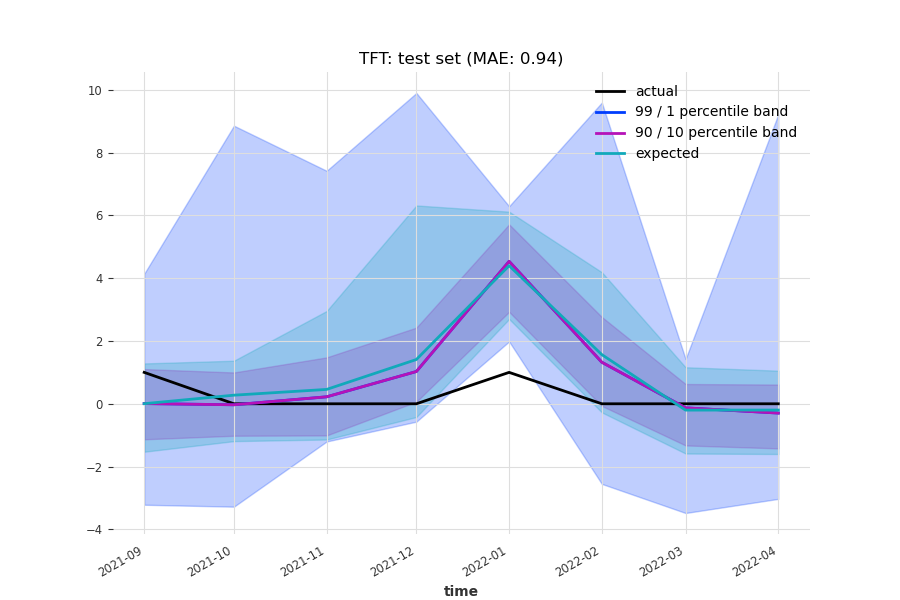 TFT: test set (MAE: 0.94)
actual
99 / 1 percentile band
90 / 10 percentile band
expected
10
8
6
4
2
0
−2
−4
2021-09
2021-10
2021-11
2021-12
2022-01
2022-02
2022-03
2022-04
time